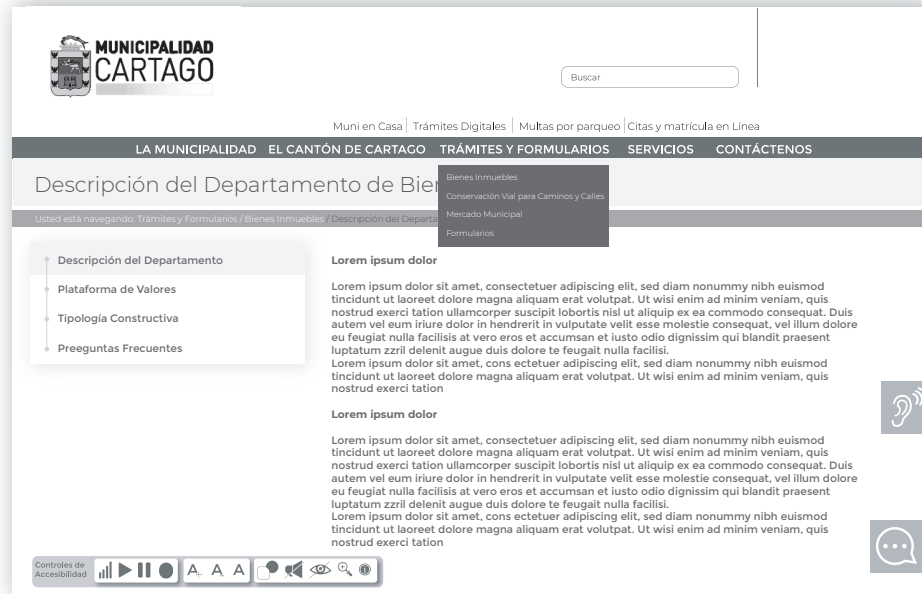 MUNICIPALIDAD
CARTAGO
Buscar
Muni en Casa Trámites Digitales Multas por parqueo Citas y matrícula en Línea
LA MUNICIPALIDAD EL CANTÓN DE CARTAGO TRÁMITES Y FORMULARIOS SERVICIOS CONTÁCTENOS
Descripción del Departamento de Bie
Bienes Inmuebles
Conservación Vial para Caminos y Calles
Mercado Municipal
Formularios
Usted está navegando: Trámites y Formularios / Bienes Inmuebles / Descripción del Departa
Descripción del Departamento
Plataforma de Valores
Tipología Constructiva
Preeguntas Frecuentes
Lorem ipsum dolor
Lorem ipsum dolor sit amet, consectetuer adipiscing elit, sed diam nonummy nibh euismod
tincidunt ut laoreet dolore magna aliquam erat volutpat. Ut wisi enim ad minim veniam, quis
nostrud exerci tation ullamcorper suscipit lobortis nisl ut aliquip ex ea commodo consequat. Duis
autem vel eum iriure dolor in hendrerit in vulputate velit esse molestie consequat, vel illum dolore
eu feugiat nulla facilisis at vero eros et accumsan et iusto odio dignissim qui blandit praesent
luptatum zzril delenit augue duis dolore te feugait nulla facilisi.
Lorem ipsum dolor sit amet, cons ectetuer adipiscing elit, sed diam nonummy nibh euismod
tincidunt ut laoreet dolore magna aliquam erat volutpat. Ut wisi enim ad minim veniam, quis
nostrud exerci tation
Lorem ipsum dolor
Lorem ipsum dolor sit amet, consectetuer adipiscing elit, sed diam nonummy nibh euismod
tincidunt ut laoreet dolore magna aliquam erat volutpat. Ut wisi enim ad minim veniam, quis
nostrud exerci tation ullamcorper suscipit lobortis nisl ut aliquip ex ea commodo consequat. Duis
autem vel eum iriure dolor in hendrerit in vulputate velit esse molestie consequat, vel illum dolore
eu feugiat nulla facilisis at vero eros et accumsan et iusto odio dignissim qui blandit praesent
luptatum zzril delenit augue duis dolore te feugait nulla facilisi.
Lorem ipsum dolor sit amet, cons ectetuer adipiscing elit, sed diam nonummy nibh euismod
tincidunt ut laoreet dolore magna aliquam erat volutpat. Ut wisi enim ad minim veniam, quis
nostrud exerci tation
Controles de
Accesibilidad
A+ A A